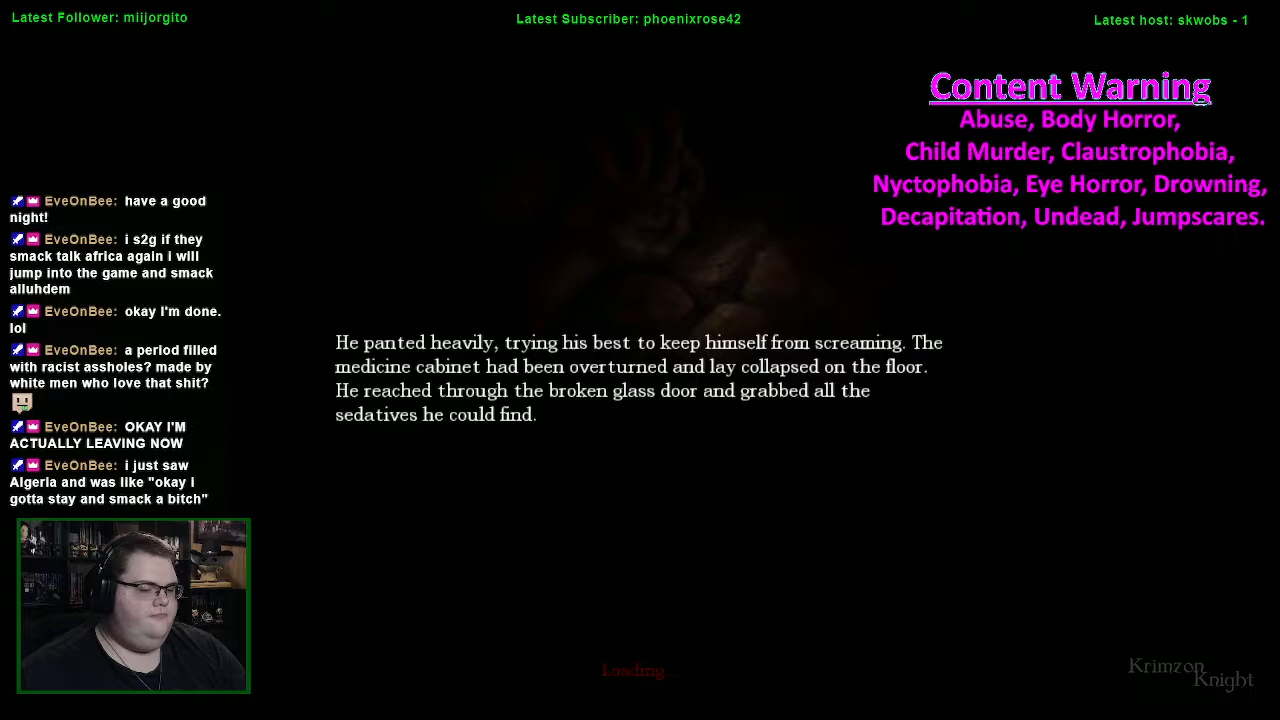 Latest Follower: miijorgito
Latest Subscriber: phoenixrose42
Latest host: skwobs - 1
Content Warning
Abuse, Body Horror,
Child Murder, Claustrophobia,
Nyctophobia, Eye Horror, Drowning,
Decapitation, Undead, Jumpscares.
EveOnBee: have a good
night!
EveOnBee: i s2g if they
smack talk africa again i will
jump into the game and smack
alluhdem
EveOnBee: okay I'm done.
lol
EveOnBee: a period filled
with racist assholes? made by
white men who love that shit?
EveOnBee: OKAY I'M
ACTUALLY LEAVING NOW
EveOnBee: i just saw
Algeria and was like "okay i
gotta stay and smack a bitch"
He panted heavily, trying his best to keep himself from screaming. The
medicine cabinet had been overturned and lay collapsed on the floor.
He reached through the broken glass door and grabbed all the
sedatives he could find.
Loading...
Krimzon
Knight